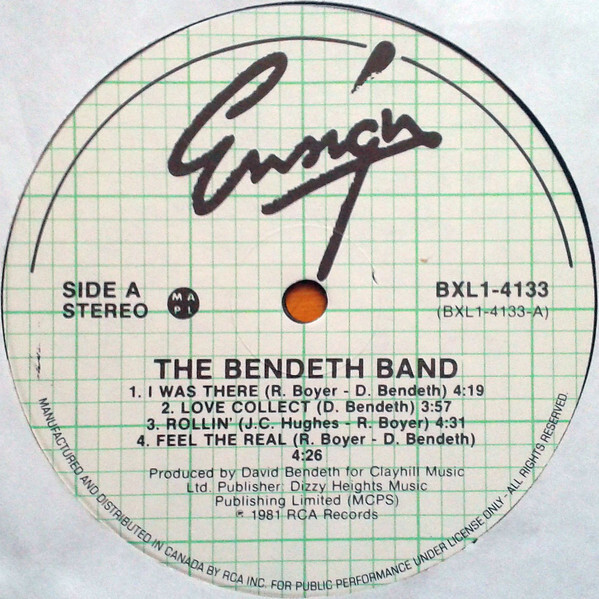 Ensign
SIDE A
STEREO
M A
P L
BXL1-4133
(BXL1-4133-A)
THE BENDETH BAND
1. I WAS THERE (R. Boyer - D. Bendeth) 4:19
2. LOVE COLLECT (D. Bendeth) 3:57
3. ROLLIN' (J.C. Hughes - R. Boyer) 4:31
4. FEEL THE REAL (R. Boyer - D. Bendeth)
4:26
Produced by David Bendeth for Clayhill Music
Ltd. Publisher: Dizzy Heights Music
Publishing Limited (MCPS)
℗ 1981 RCA Records
MANUFACTURED AND DISTRIBUTED IN CANADA BY RCA INC. FOR PUBLIC PERFORMANCE UNDER LICENSE ONLY - ALL RIGHTS RESERVED